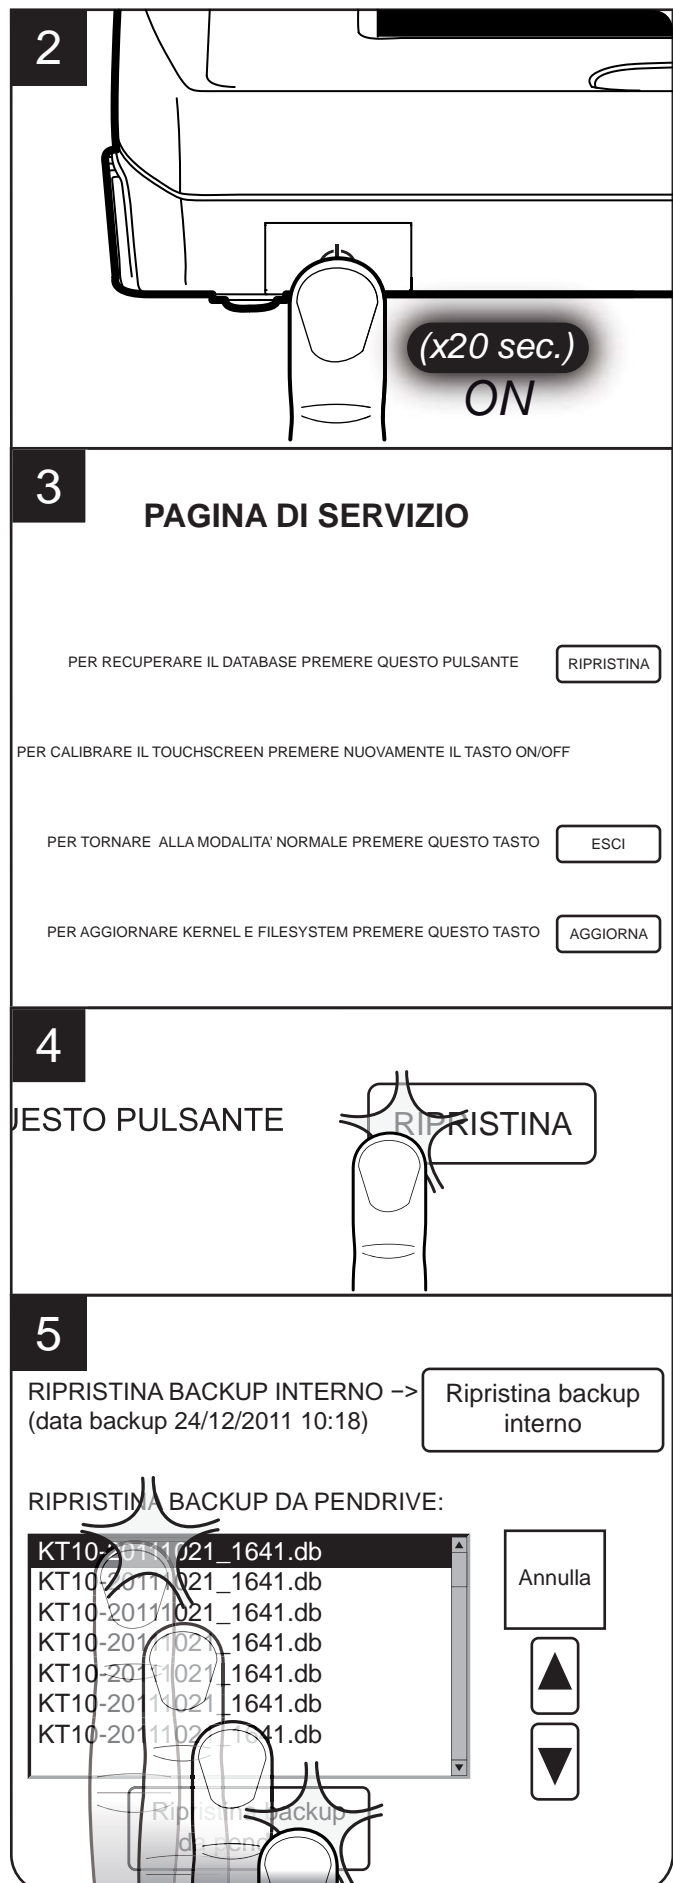 2
(x20 sec.)
ON
3
PAGINA DI SERVIZIO
PER RECUPERARE IL DATABASE PREMERE QUESTO PULSANTE
RIPRISTINA
PER CALIBRARE IL TOUCHSCREEN PREMERE NUOVAMENTE IL TASTO ON/OFF
PER TORNARE ALLA MODALITA' NORMALE PREMERE QUESTO TASTO
ESCI
PER AGGIORNARE KERNEL E FILESYSTEM PREMERE QUESTO TASTO
AGGIORNA
4
UESTO PULSANTE
RIPRISTINA
5
RIPRISTINA BACKUP INTERNO −>
(data backup 24/12/2011 10:18)
Ripristina backup
interno
RIPRISTINA BACKUP DA PENDRIVE:
KT10-20111021_1641.db
KT10-20111021_1641.db
KT10-20111021_1641.db
KT10-20111021_1641.db
KT10-20111021_1641.db
KT10-20111021_1641.db
KT10-20111021_1641.db
Annulla
Ripristina backup
da